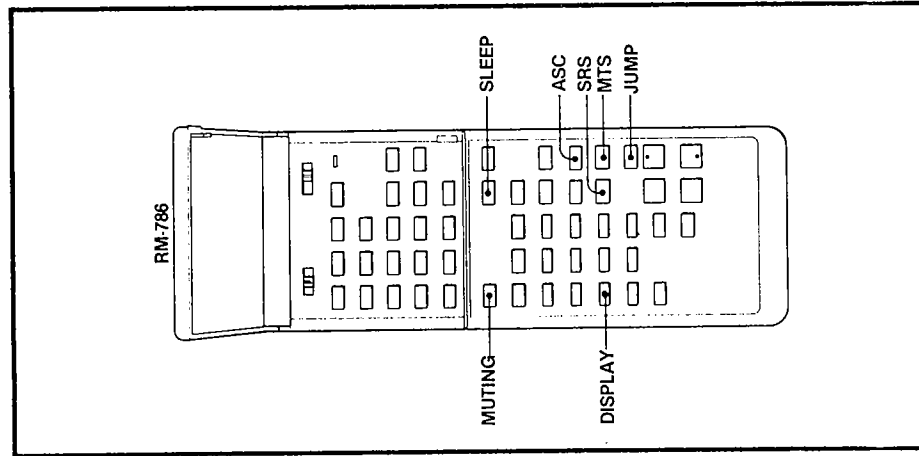 RM-786
MUTING
SLEEP
ASC
SRS
MTS
JUMP
DISPLAY